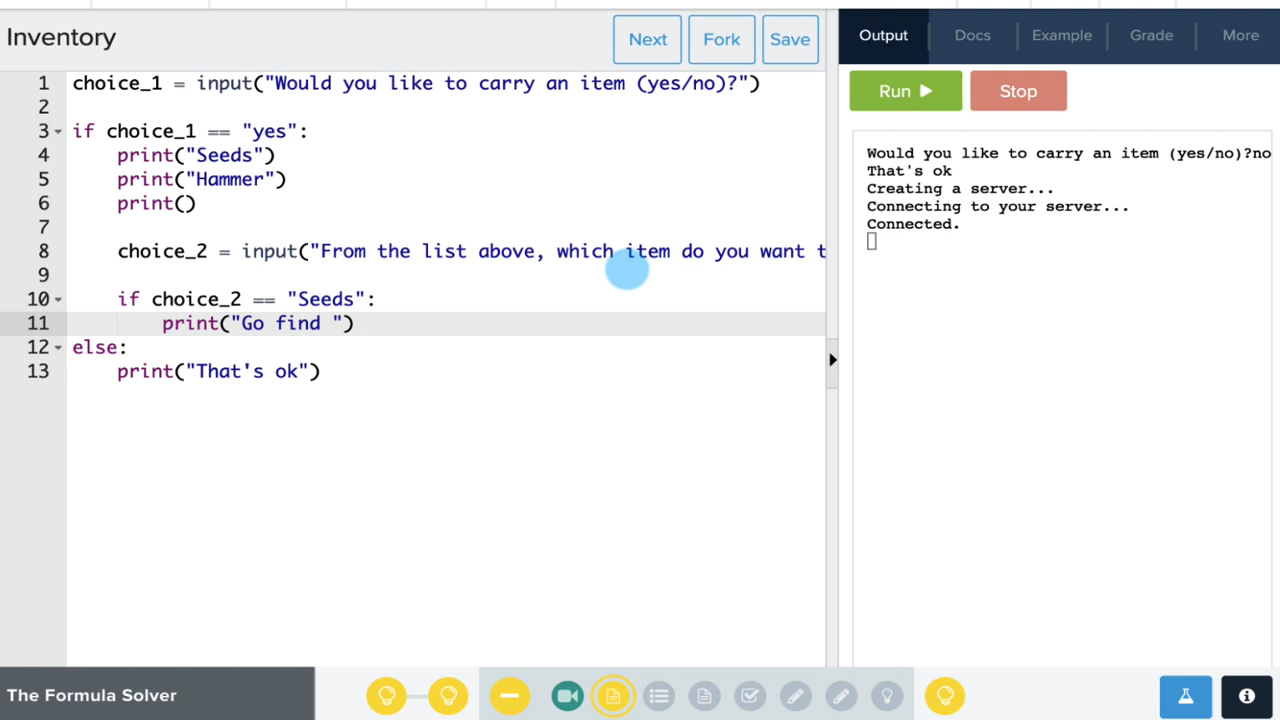 Inventory
Next
Fork
Save
Output
Docs
Example
Grade
More
1 choice_1 = input("Would you like to carry an item (yes/no)?")
2
3 if choice_1 == "yes":
4 print("Seeds")
5 print("Hammer")
6 print()
7
8 choice_2 = input("From the list above, which item do you want t
9
10 if choice_2 == "Seeds":
11 print("Go find ")
12 else:
13 print("That's ok")
Run
Stop
Would you like to carry an item (yes/no)?no
That's ok
Creating a server...
Connecting to your server...
Connected.
The Formula Solver